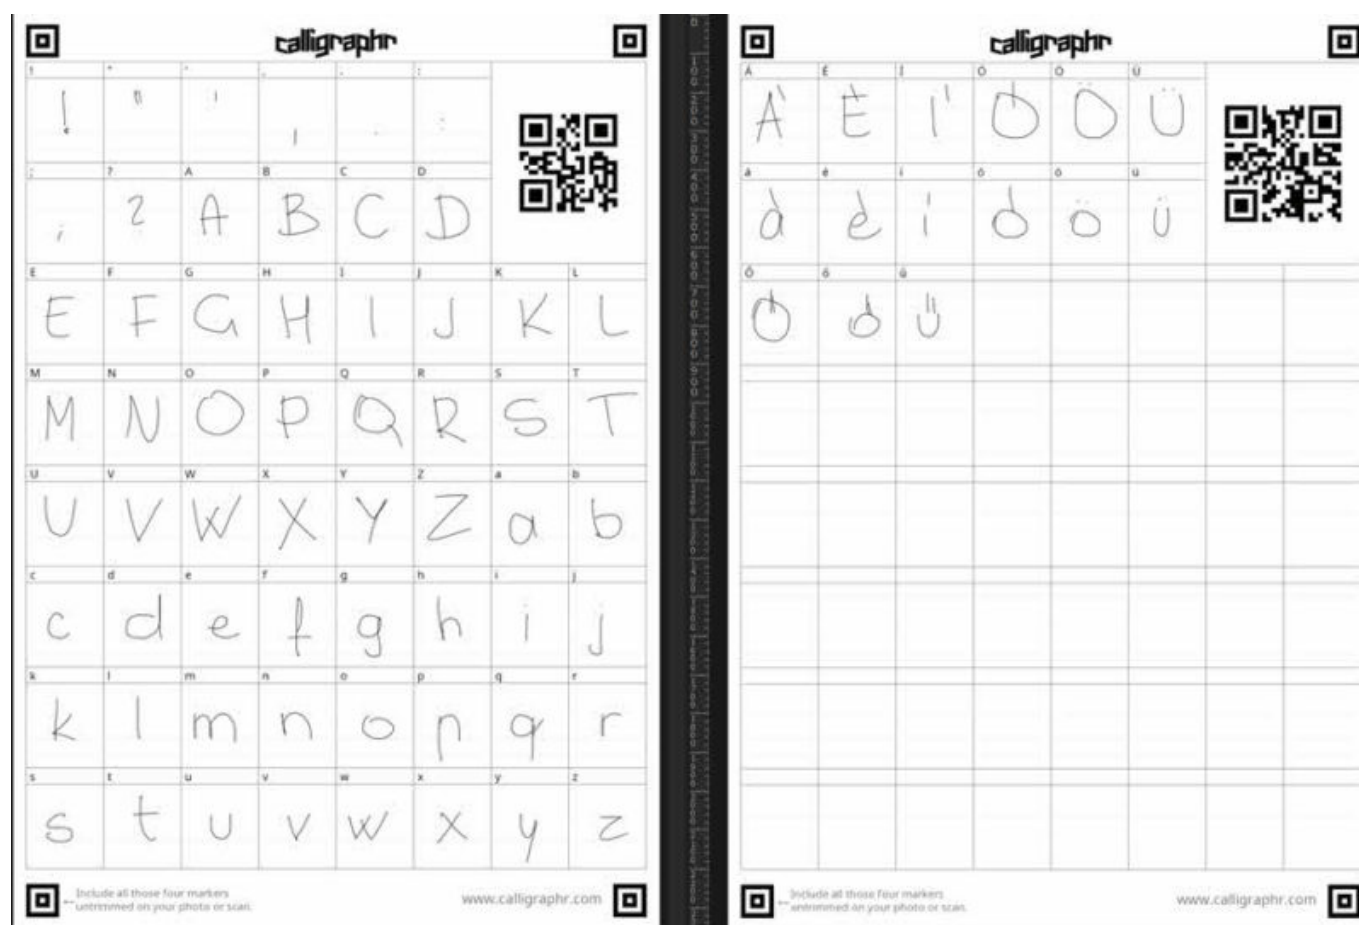 calligraphr
! " ' , . :
! " ' , . :
; ? A B C D
; ? A B C D
E F G H I J K L
E F G H I J K L
M N O P Q R S T
M N O P Q R S T
U V W X Y Z a b
U V W X Y Z a b
c d e f g h i j
c d e f g h i j
k l m n o p q r
k l m n o p q r
s t u v w x y z
s t u v w x y z
Include all those four markers
← untrimmed on your photo or scan.
www.calligraphr.com
calligraphr
Á É Í Ó Ö Ü
Á É Í Ó Ö Ü
á é í ó ö ü
á é í ó ö ü
Ő ő ű
Ő ő ű
Include all those four markers
← untrimmed on your photo or scan.
www.calligraphr.com